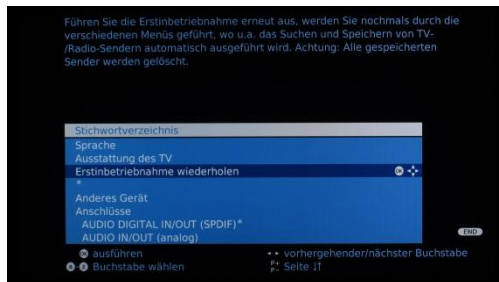 Führen Sie die Erstinbetriebnahme erneut aus, werden Sie nochmals durch die
verschiedenen Menüs geführt, wo u.a. das Suchen und Speichern von TV-
/Radio-Sendern automatisch ausgeführt wird. Achtung: Alle gespeicherten
Sender werden gelöscht.
Stichwortverzeichnis
Sprache
Ausstattung des TV
Erstinbetriebnahme wiederholen OK
*
Anderes Gerät
Anschlüsse
AUDIO DIGITAL IN/OUT (SPDIF)*
AUDIO IN/OUT (analog)
END
OK ausführen
vorhergehender/nächster Buchstabe
Buchstabe wählen
P+ P- Seite ↓↑